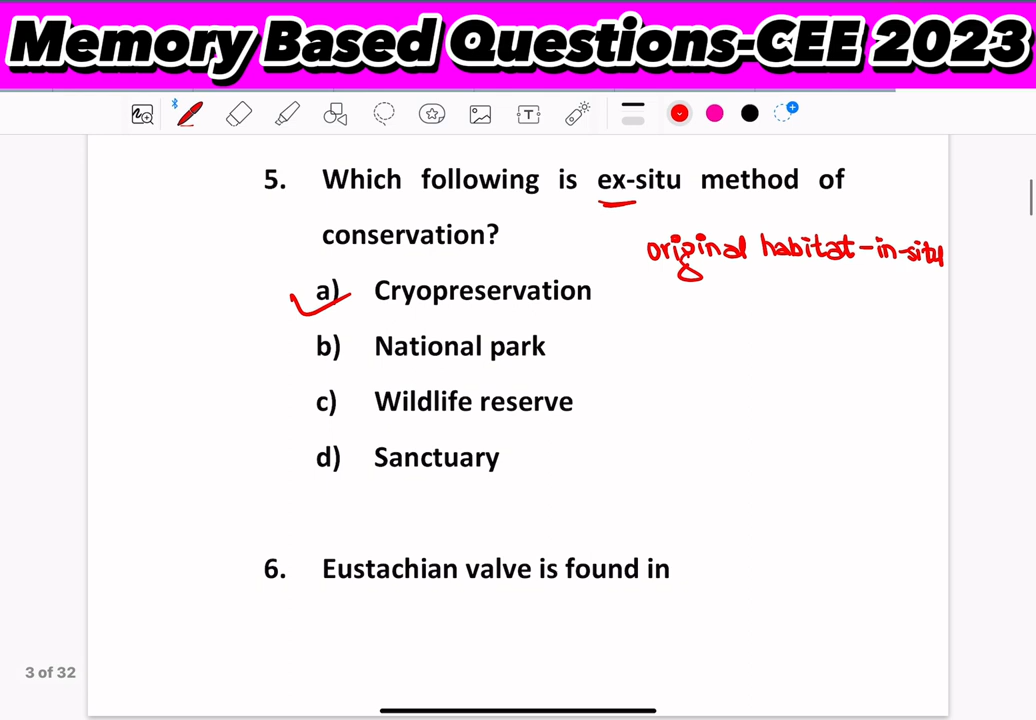 Memory Based Questions-CEE 2023
T
5. Which following is ex-situ method of
conservation?
original habitat-in-situ
a) Cryopreservation
b) National park
c) Wildlife reserve
d) Sanctuary
6. Eustachian valve is found in
3 of 32